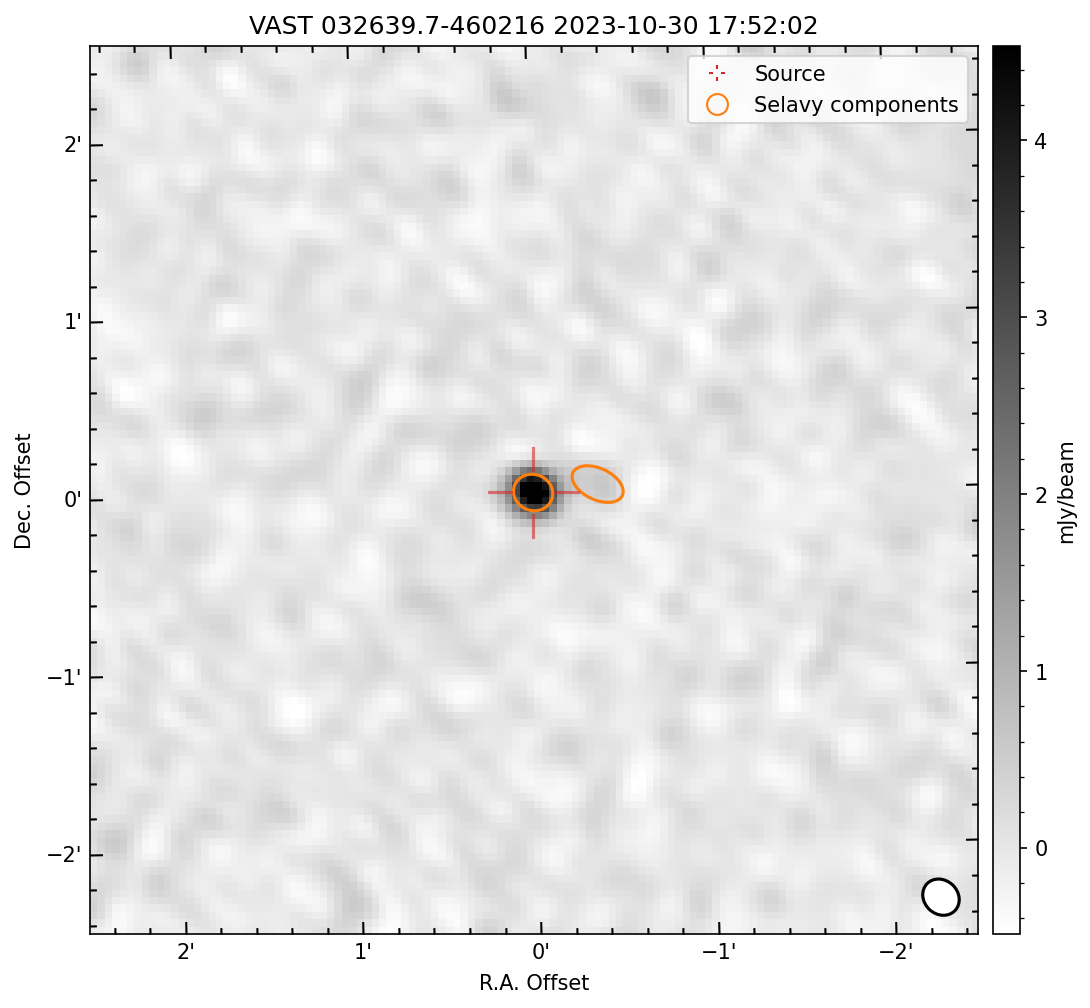 VAST 032639.7-460216 2023-10-30 17:52:02
Source
Selavy components
2'
1'
0'
−1'
−2'
Dec. Offset
2'
1'
0'
−1'
−2'
R.A. Offset
4
3
2
1
0
mJy/beam